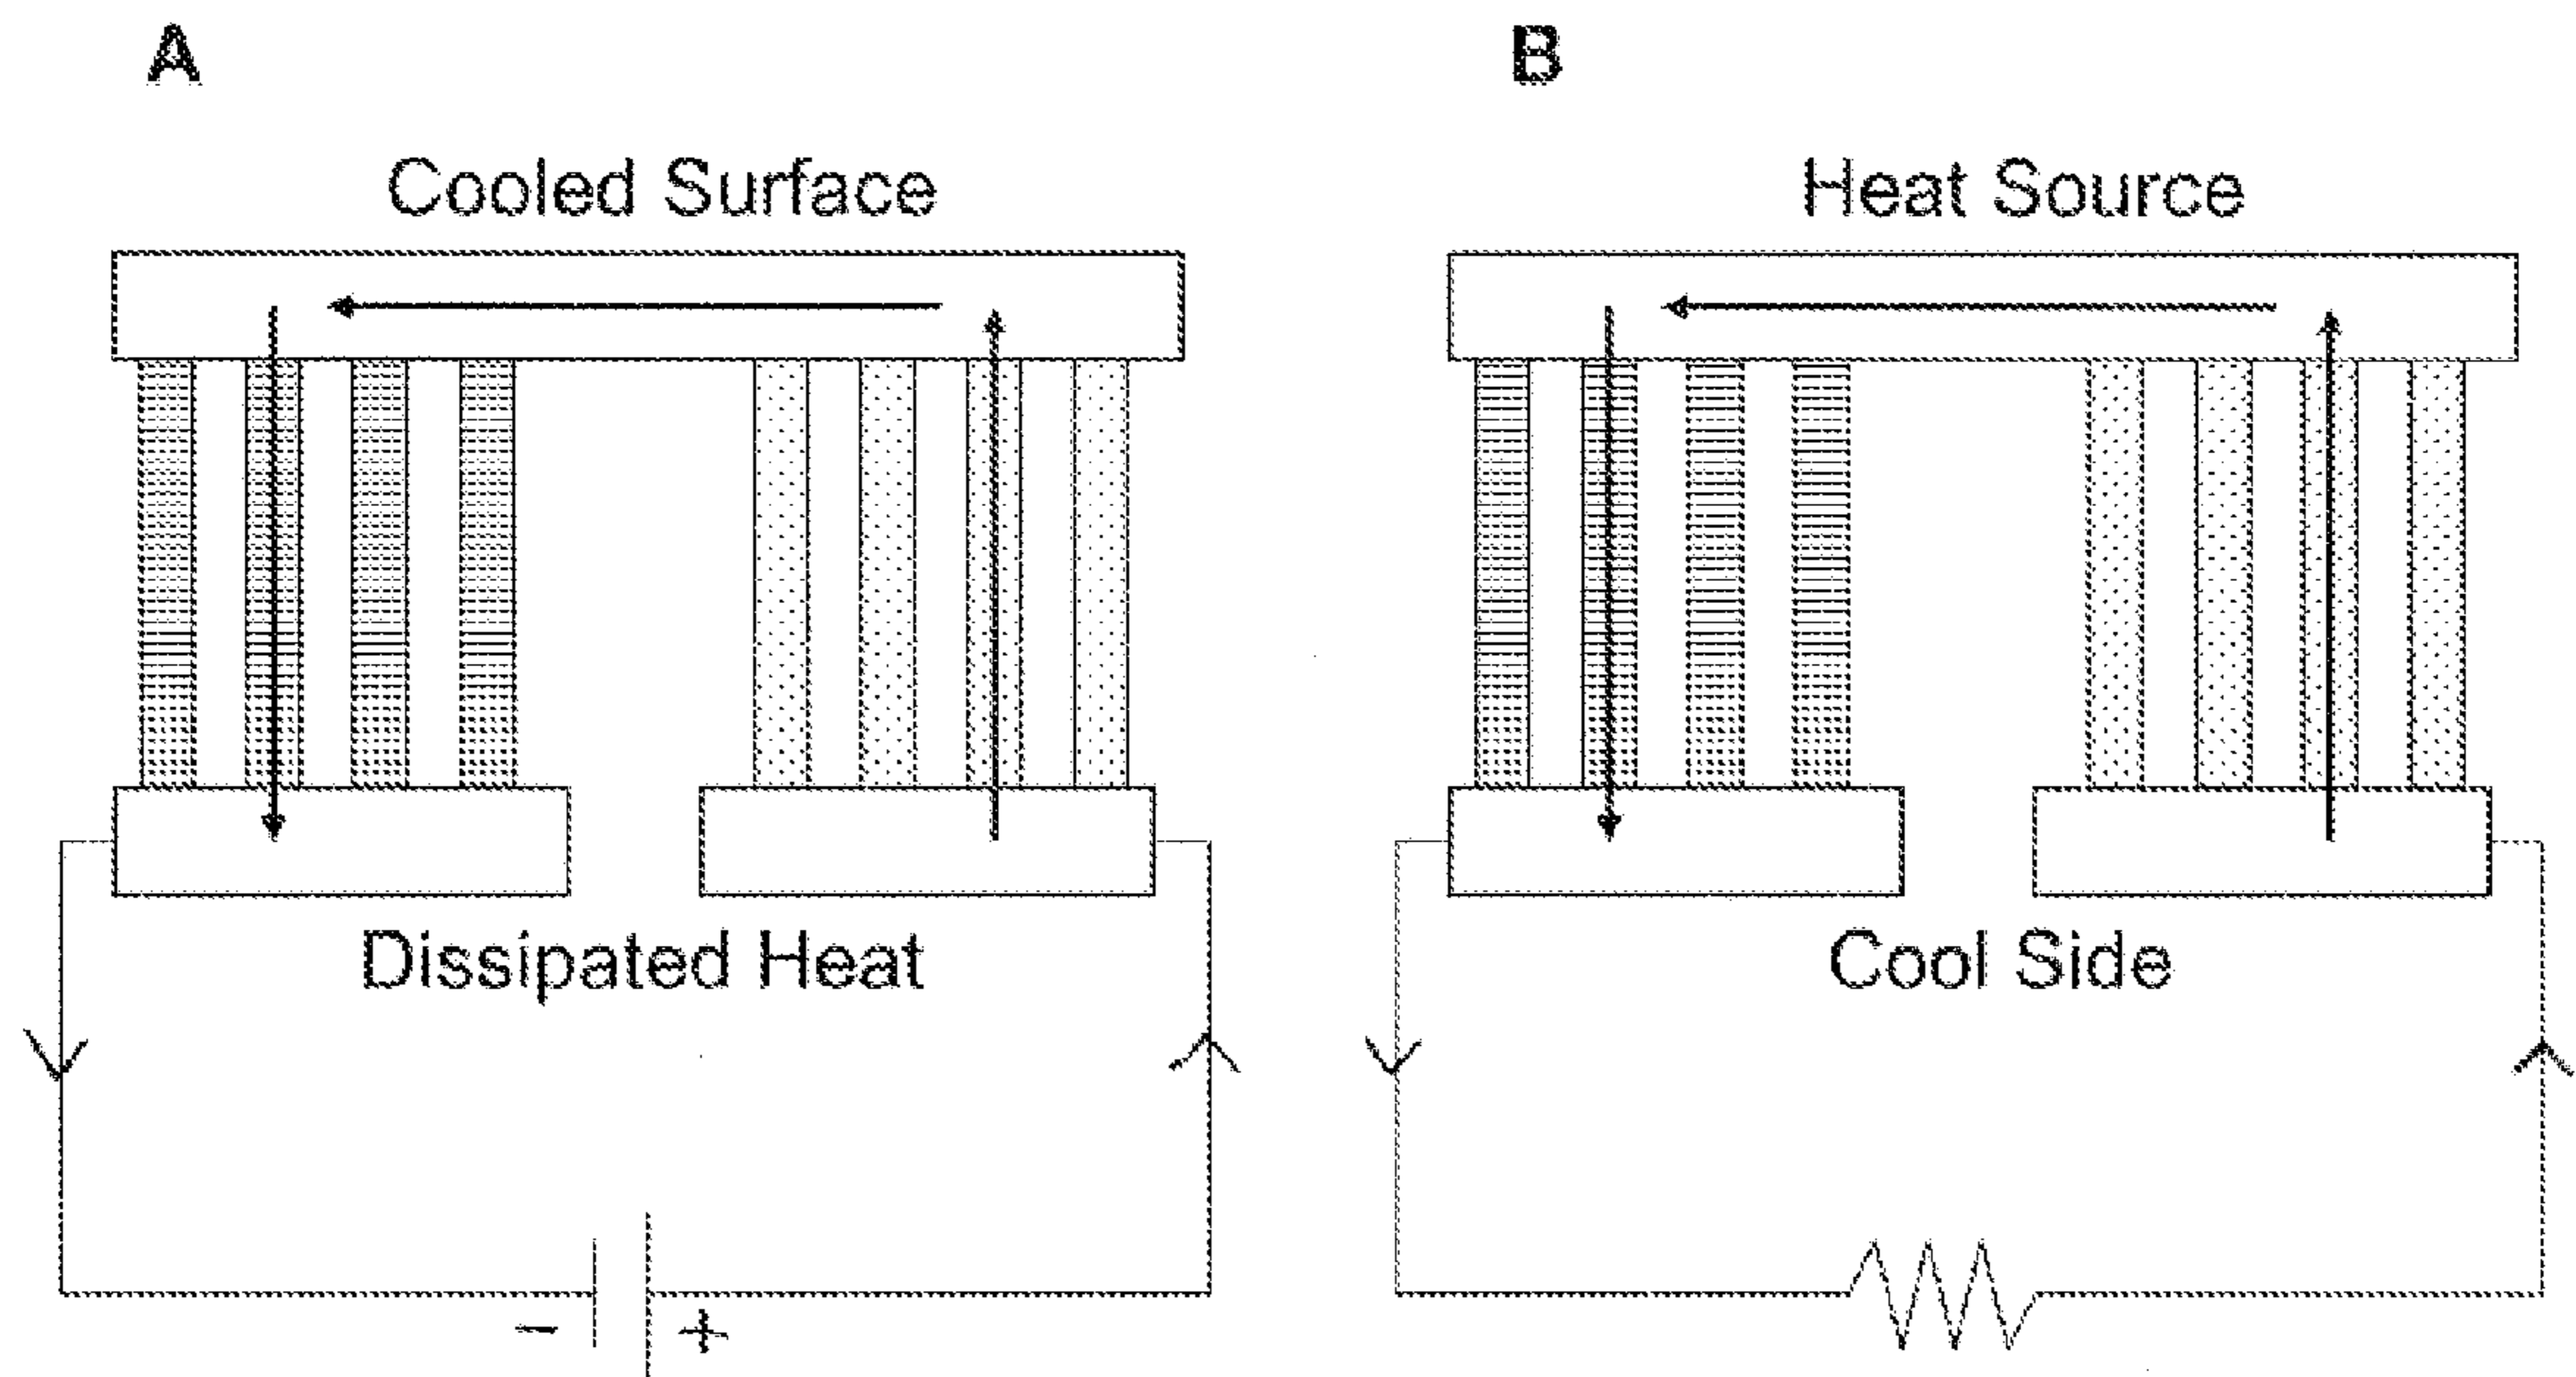 A
Cooled Surface
Dissipated Heat
- +
B
Heat Source
Cool Side